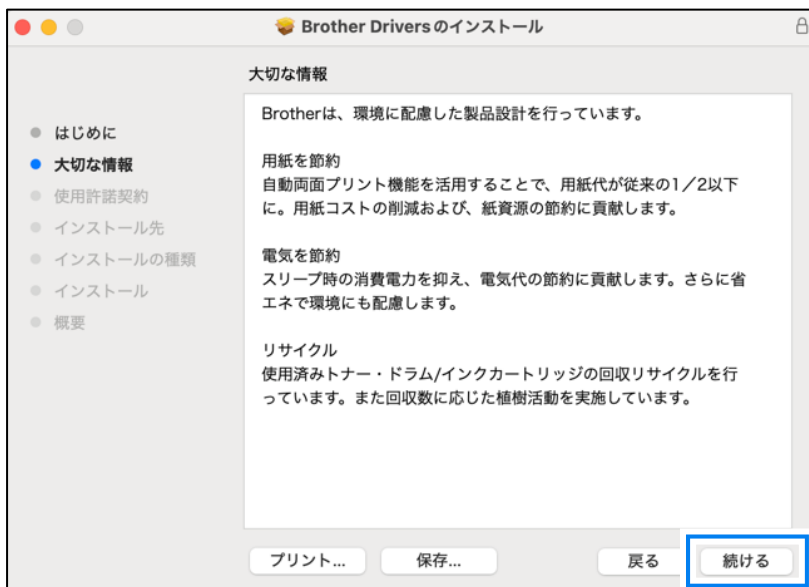 Brother Driversのインストール
大切な情報
はじめに
大切な情報
使用許諾契約
インストール先
インストールの種類
インストール
概要
Brotherは、環境に配慮した製品設計を行っています。
用紙を節約
自動両面プリント機能を活用することで、用紙代が従来の1／2以下
に。用紙コストの削減および、紙資源の節約に貢献します。
電気を節約
スリープ時の消費電力を抑え、電気代の節約に貢献します。さらに省
エネで環境にも配慮します。
リサイクル
使用済みトナー・ドラム/インクカートリッジの回収リサイクルを行
っています。また回収数に応じた植樹活動を実施しています。
プリント...
保存...
戻る
続ける